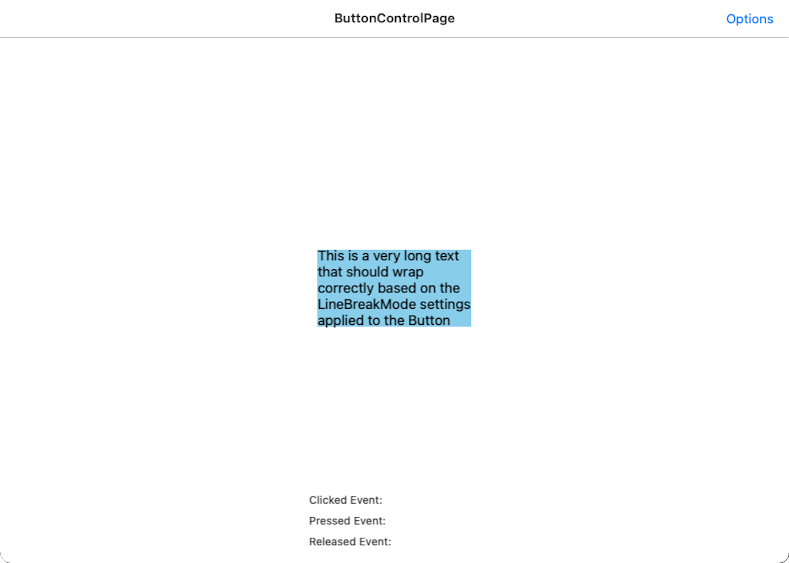 ButtonControlPage
Options
This is a very long text
that should wrap
correctly based on the
LineBreakMode settings
applied to the Button
Clicked Event:
Pressed Event:
Released Event: